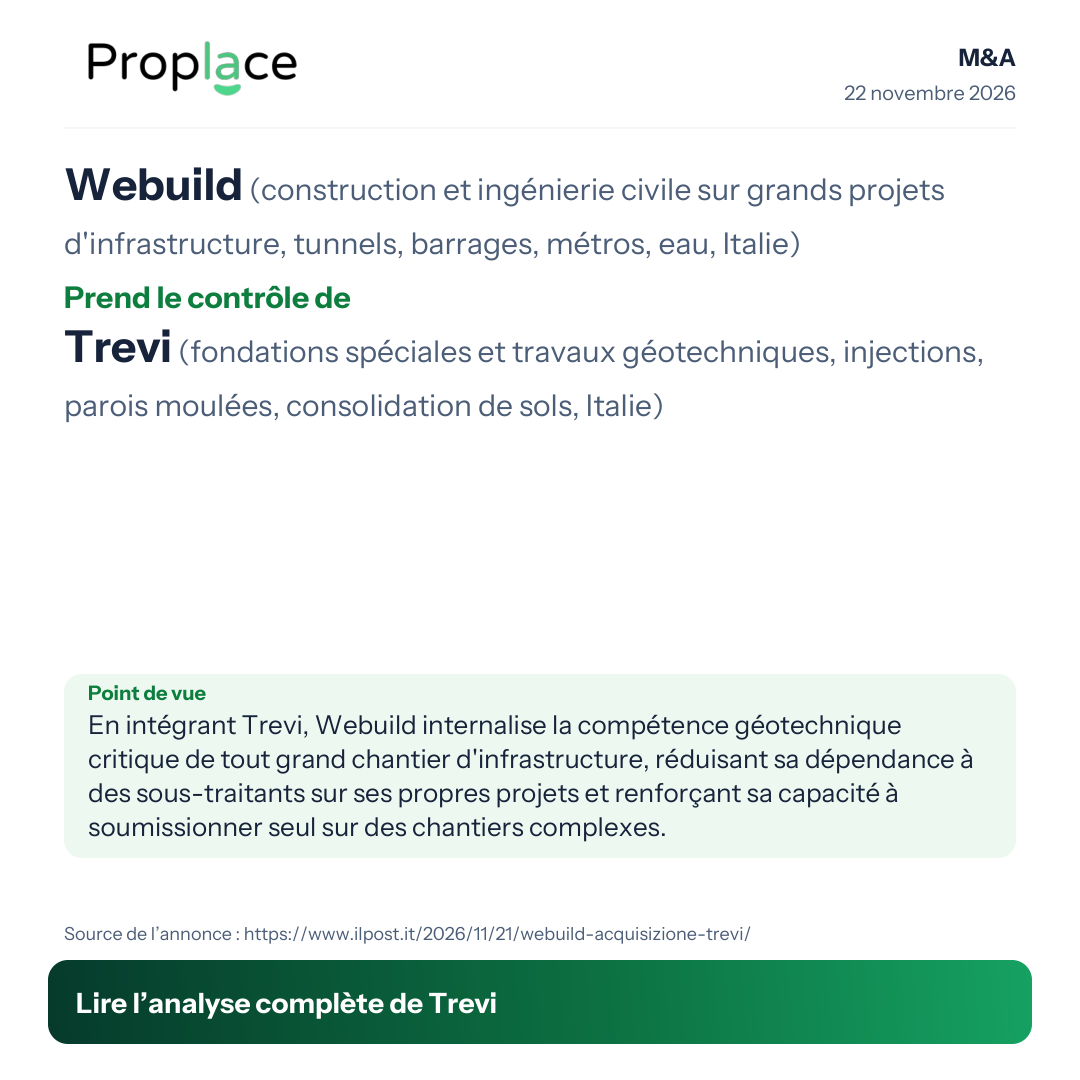 Proplace
M&A
22 novembre 2026
Webuild (construction et ingénierie civile sur grands projets
d'infrastructure, tunnels, barrages, métros, eau, Italie)
Prend le contrôle de
Trevi (fondations spéciales et travaux géotechniques, injections,
parois moulées, consolidation de sols, Italie)
Point de vue
En intégrant Trevi, Webuild internalise la compétence géotechnique
critique de tout grand chantier d'infrastructure, réduisant sa dépendance à
des sous-traitants sur ses propres projets et renforçant sa capacité à
soumissionner seul sur des chantiers complexes.
Source de l’annonce : https://www.ilpost.it/2026/11/21/webuild-acquisizione-trevi/
Lire l’analyse complète de Trevi